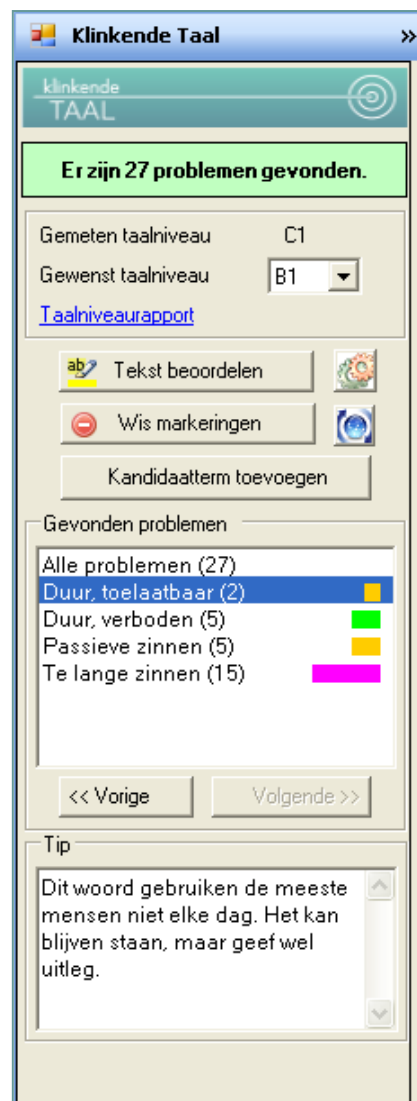 Klinkende Taal »
klinkende
TAAL
Er zijn 27 problemen gevonden.
Gemeten taalniveau C1
Gewenst taalniveau B1
Taalniveaurapport
ab Tekst beoordelen
Wis markeringen
Kandidaatterm toevoegen
Gevonden problemen
Alle problemen (27)
Duur, toelaatbaar (2)
Duur, verboden (5)
Passieve zinnen (5)
Te lange zinnen (15)
<< Vorige Volgende >>
Tip
Dit woord gebruiken de meeste
mensen niet elke dag. Het kan
blijven staan, maar geef wel
uitleg.